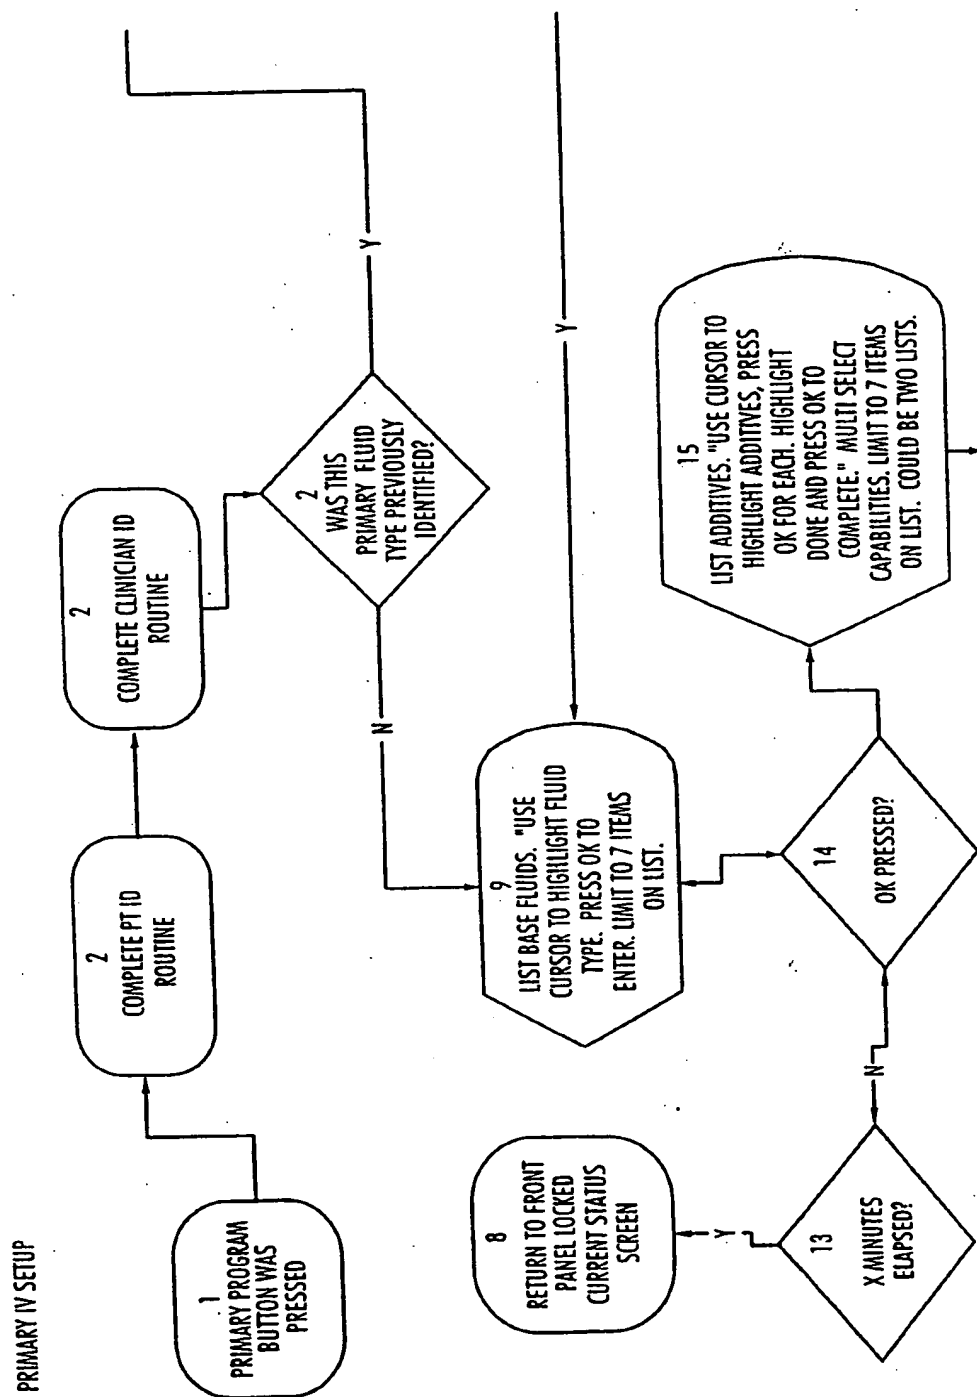 PRIMARY IV SETUP
1
PRIMARY PROGRAM
BUTTON WAS
PRESSED
2
COMPLETE PT ID
ROUTINE
2
COMPLETE CLINICIAN ID
ROUTINE
2
WAS THIS
PRIMARY FLUID
TYPE PREVIOUSLY
IDENTIFIED?
N
Y
9
LIST BASE FLUIDS. "USE
CURSOR TO HIGHLIGHT FLUID
TYPE. PRESS OK TO
ENTER. LIMIT TO 7 ITEMS
ON LIST.
Y
8
RETURN TO FRONT
PANEL LOCKED
CURRENT STATUS
SCREEN
Y
13
X MINUTES
ELAPSED?
N
14
OK PRESSED?
15
LIST ADDITIVES. "USE CURSOR TO
HIGHLIGHT ADDITIVES, PRESS
OK FOR EACH. HIGHLIGHT
DONE AND PRESS OK TO
COMPLETE." MULTI SELECT
CAPABILITIES. LIMIT TO 7 ITEMS
ON LIST. COULD BE TWO LISTS.